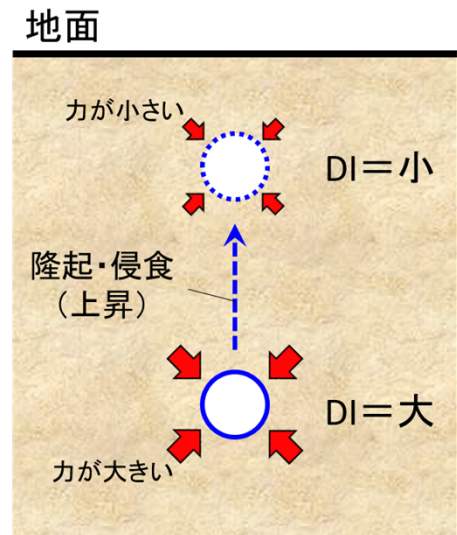 地面
力が小さい
DI＝小
隆起・侵食
（上昇）
DI＝大
力が大きい